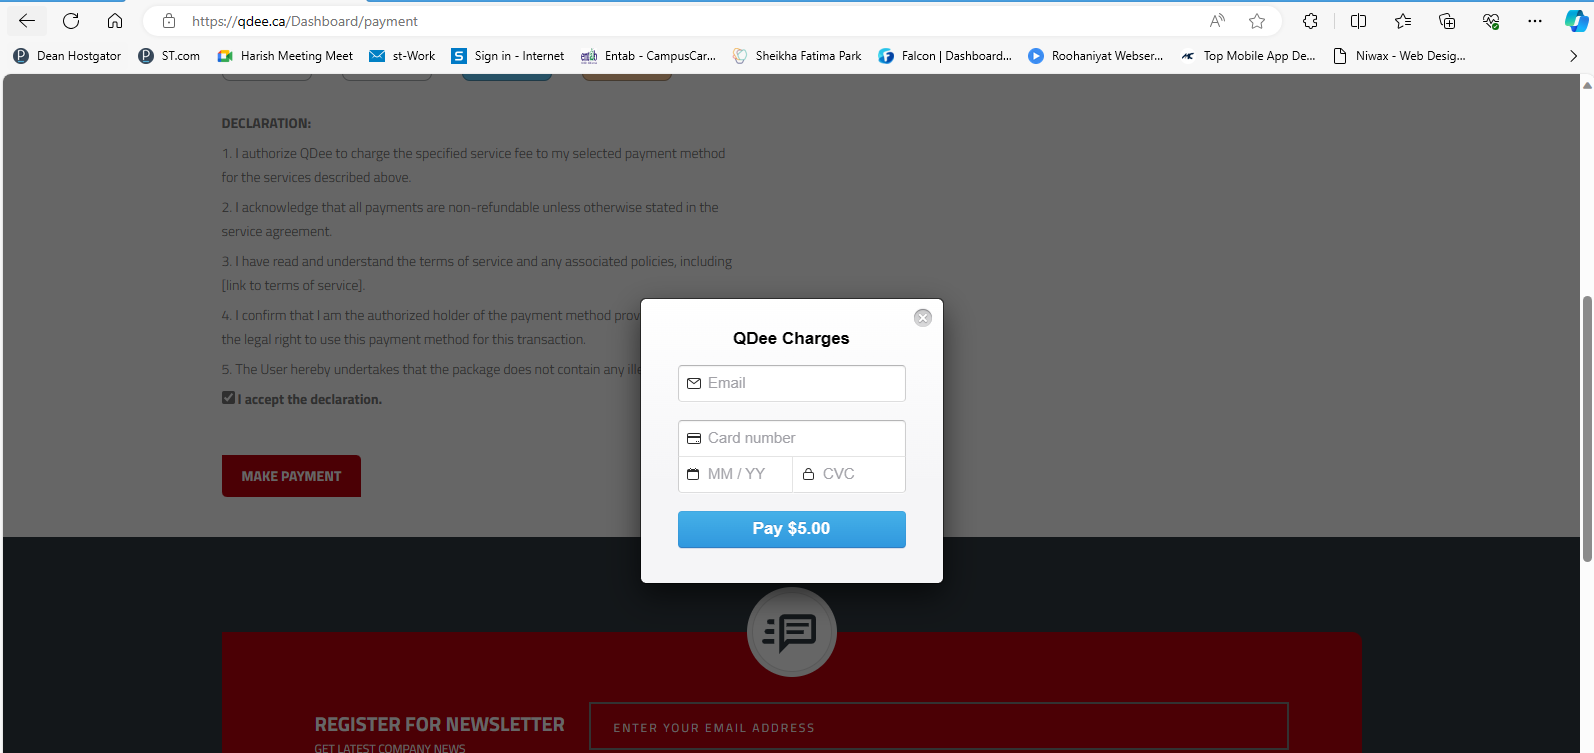 https://qdee.ca/Dashboard/payment
Dean Hostgator ST.com Harish Meeting Meet st-Work Sign in - Internet Entab - CampusCar... Sheikha Fatima Park Falcon | Dashboard... Roohaniyat Webser... Top Mobile App De... Niwax - Web Desig...
DECLARATION:
1. I authorize QDee to charge the specified service fee to my selected payment method
for the services described above.
2. I acknowledge that all payments are non-refundable unless otherwise stated in the
service agreement.
3. I have read and understand the terms of service and any associated policies, including
[link to terms of service].
4. I confirm that I am the authorized holder of the payment method
the legal right to use this payment method for this transaction.
5. The User hereby undertakes that the package does not contain any
I accept the declaration.
MAKE PAYMENT
QDee Charges
Email
Card number
MM / YY CVC
Pay $5.00
REGISTER FOR NEWSLETTER
GET LATEST COMPANY NEWS
ENTER YOUR EMAIL ADDRESS